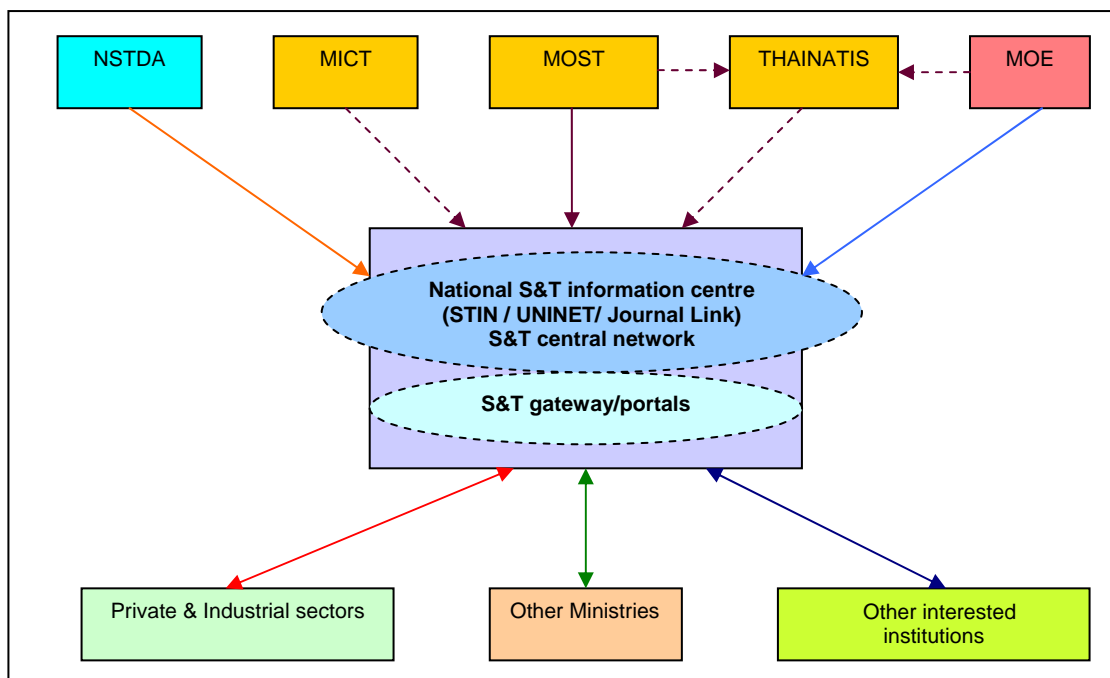 NSTDA
MICT
MOST
THAINATIS
MOE
National S&T information centre
(STIN / UNINET/ Journal Link)
S&T central network
S&T gateway/portals
Private & Industrial sectors
Other Ministries
Other interested
institutions